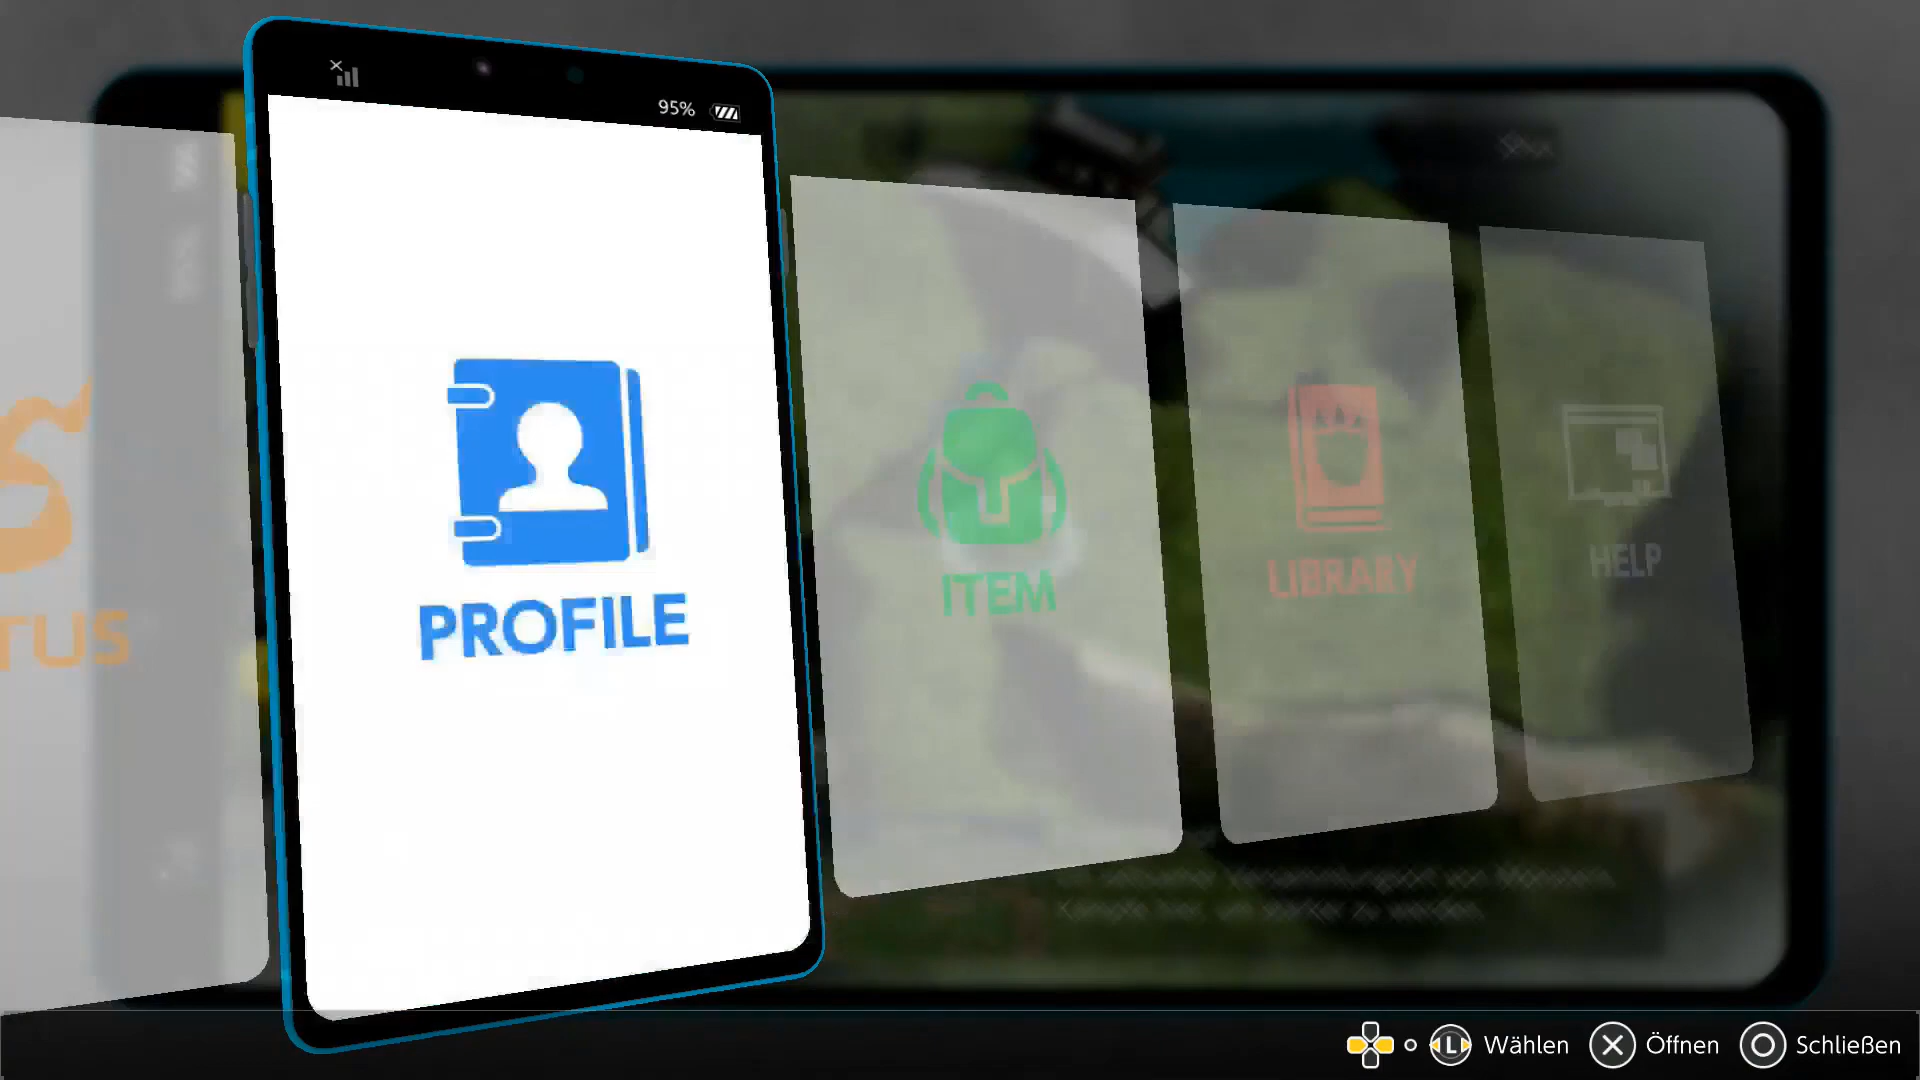 95%
TUS
PROFILE
ITEM
LIBRARY
HELP
L Wählen Öffnen Schließen